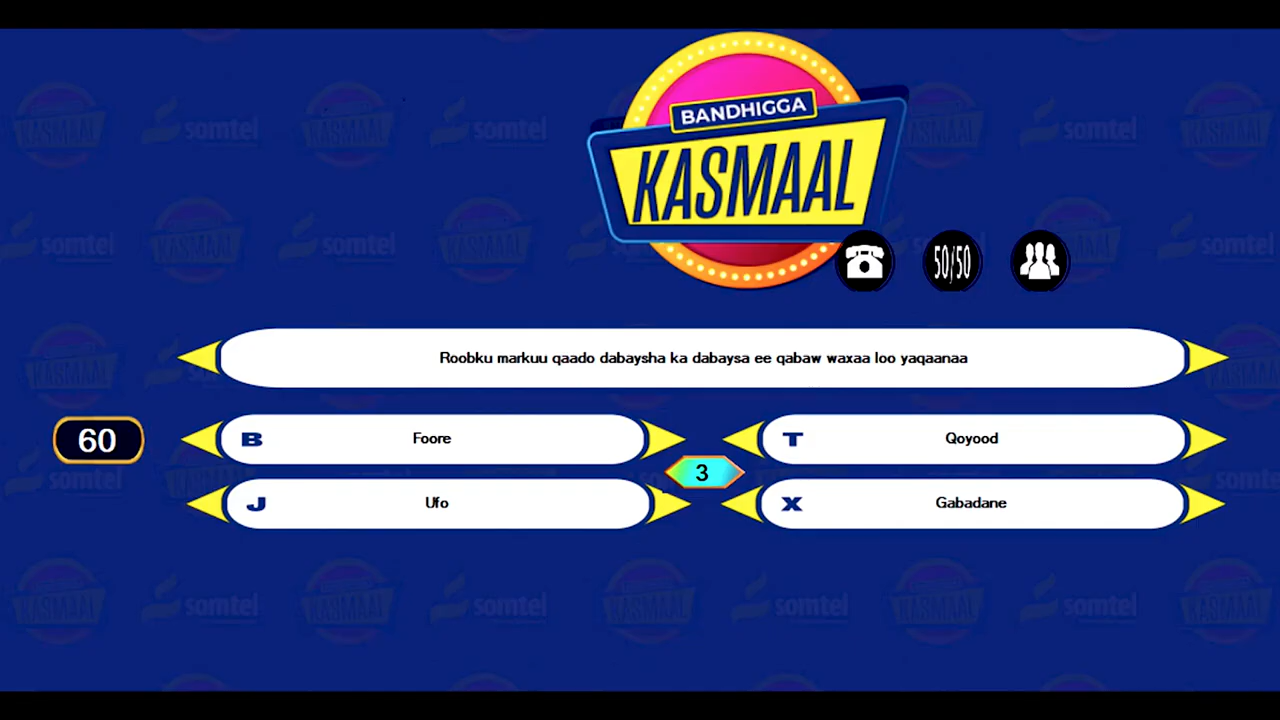 BANDHIGGA
KASMAAL
50/50
Roobku markuu qaado dabaysha ka dabaysa ee qabaw waxaa loo yaqaanaa
60
B Foore
T Qoyood
3
J Ufo
X Gabadane
somtel